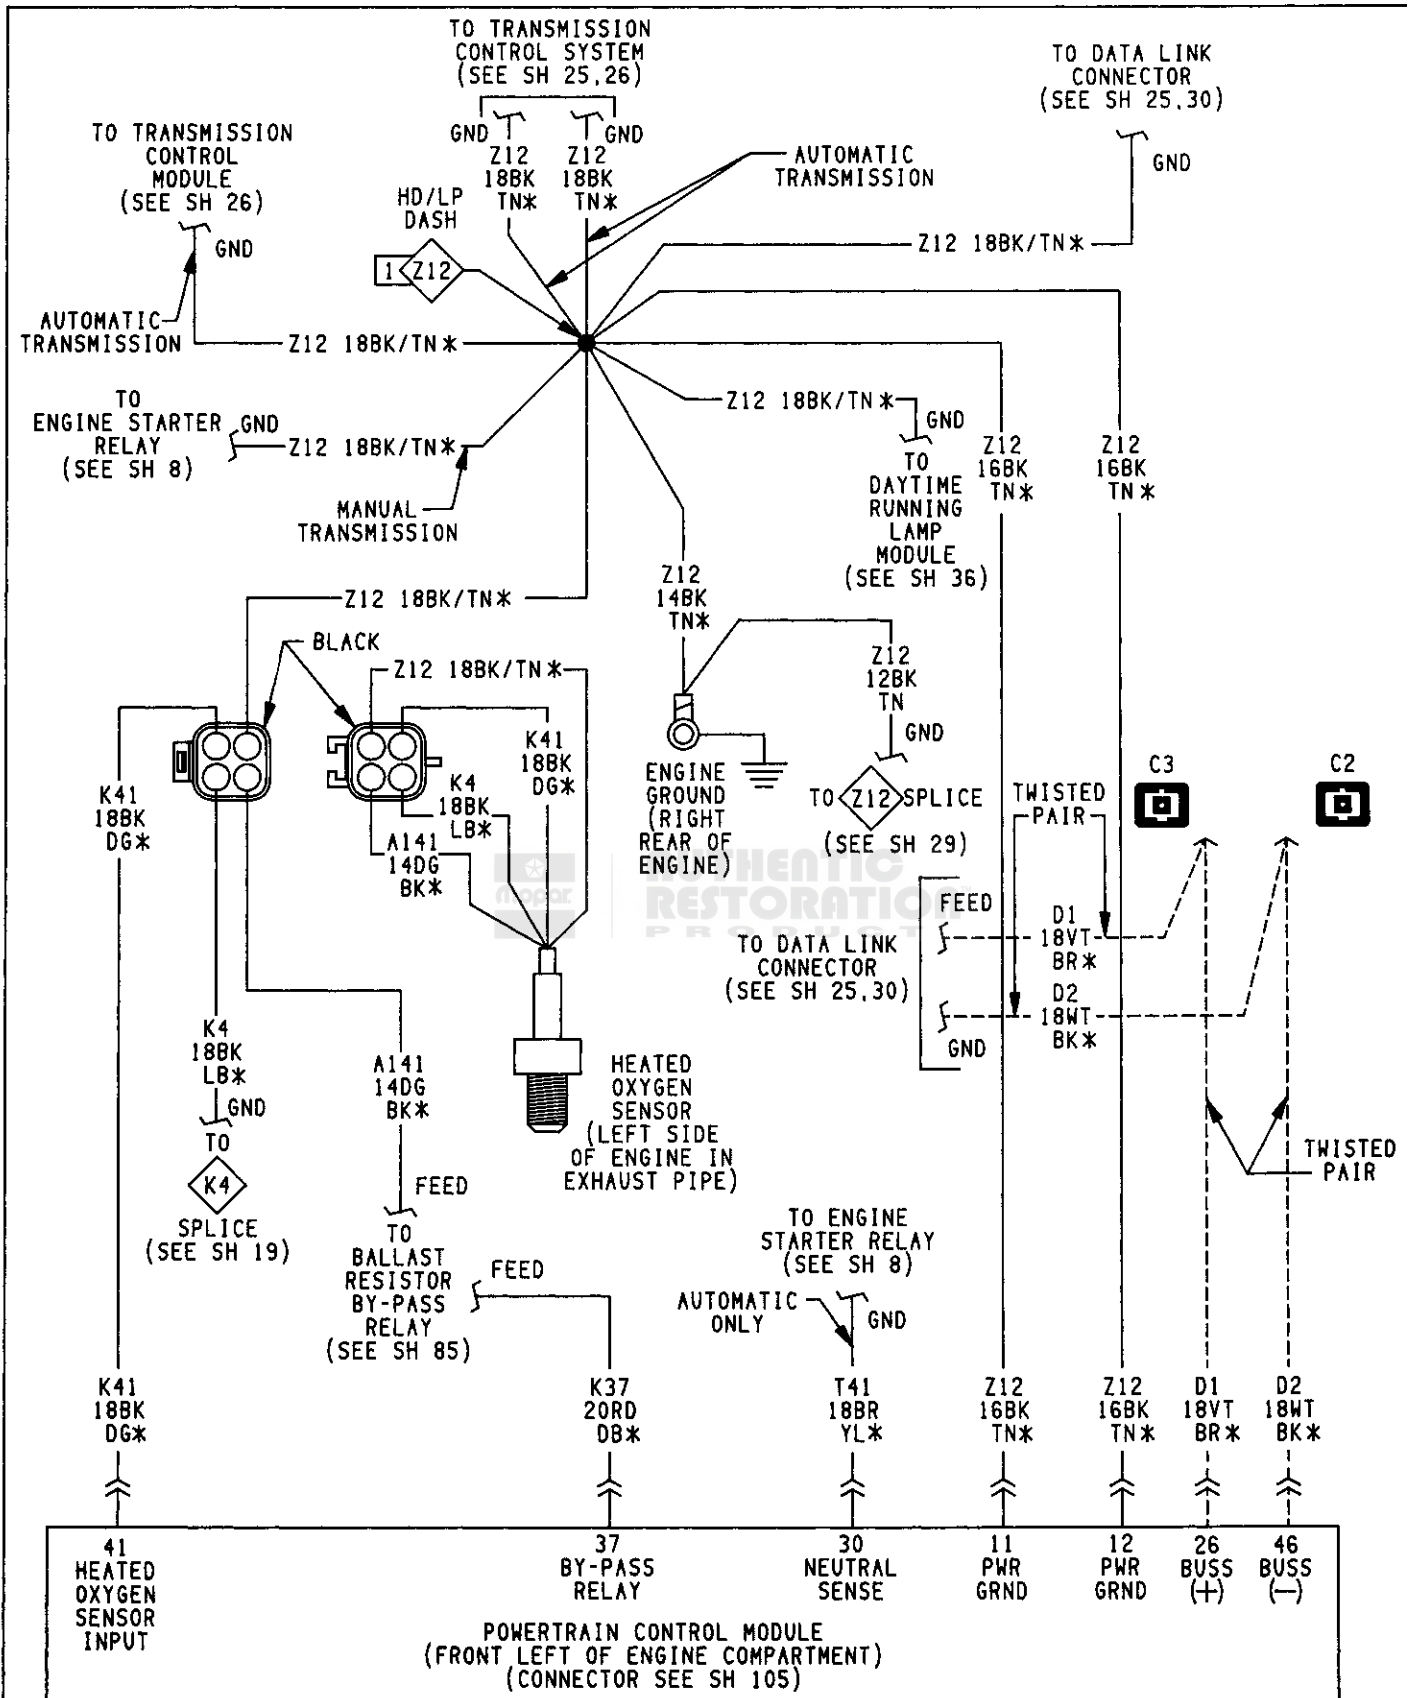 TO TRANSMISSION
CONTROL SYSTEM
(SEE SH 25,26)
GND
GND
Z12
18BK
TN*
Z12
18BK
TN*
TO DATA LINK
CONNECTOR
(SEE SH 25,30)
GND
TO TRANSMISSION
CONTROL
MODULE
(SEE SH 26)
GND
HD/LP
DASH
1
Z12
AUTOMATIC
TRANSMISSION
Z12 18BK/TN*
AUTOMATIC
TRANSMISSION
Z12 18BK/TN*
TO
ENGINE STARTER
RELAY
(SEE SH 8)
GND
Z12 18BK/TN*
MANUAL
TRANSMISSION
Z12 18BK/TN*
GND
TO
DAYTIME
RUNNING
LAMP
MODULE
(SEE SH 36)
Z12
16BK
TN*
Z12
16BK
TN*
Z12 18BK/TN*
Z12
14BK
TN*
BLACK
Z12 18BK/TN*
Z12
12BK
TN
GND
K41
18BK
DG*
K41
18BK
DG*
K4
18BK
LB*
A141
14DG
BK*
ENGINE
GROUND
(RIGHT
REAR OF
ENGINE)
TO
Z12
SPLICE
(SEE SH 29)
TWISTED
PAIR
C3
C2
Mopar
AUTHENTIC
RESTORATION
PRODUCT
FEED
D1
18VT
BR*
TO DATA LINK
CONNECTOR
(SEE SH 25,30)
D2
18WT
BK*
GND
K4
18BK
LB*
GND
TO
K4
SPLICE
(SEE SH 19)
A141
14DG
BK*
FEED
TO
BALLAST
RESISTOR
BY-PASS
RELAY
(SEE SH 85)
FEED
HEATED
OXYGEN
SENSOR
(LEFT SIDE
OF ENGINE IN
EXHAUST PIPE)
TWISTED
PAIR
TO ENGINE
STARTER RELAY
(SEE SH 8)
AUTOMATIC
ONLY
GND
K41
18BK
DG*
K37
20RD
DB*
T41
18BR
YL*
Z12
16BK
TN*
Z12
16BK
TN*
D1
18VT
BR*
D2
18WT
BK*
41
HEATED
OXYGEN
SENSOR
INPUT
37
BY-PASS
RELAY
30
NEUTRAL
SENSE
11
PWR
GRND
12
PWR
GRND
26
BUSS
(+)
46
BUSS
(—)
POWERTRAIN CONTROL MODULE
(FRONT LEFT OF ENGINE COMPARTMENT)
(CONNECTOR SEE SH 105)